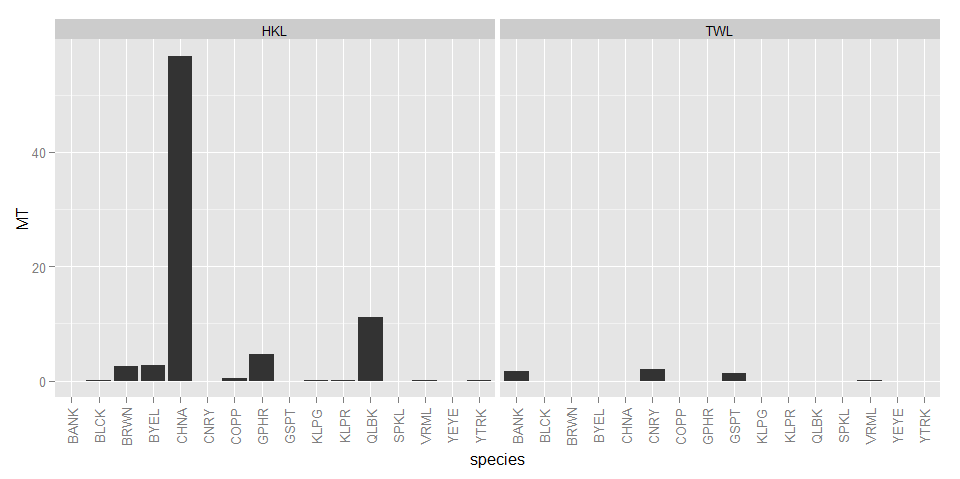 HKL TWL
40
20
0
MT
BANK BLCK BRWN BYEL CHNA CNRY COPP GPHR GSPT KLPG KLPR QLBK SPKL VRML YEYE YTRK BANK BLCK BRWN BYEL CHNA CNRY COPP GPHR GSPT KLPG KLPR QLBK SPKL VRML YEYE YTRK
species